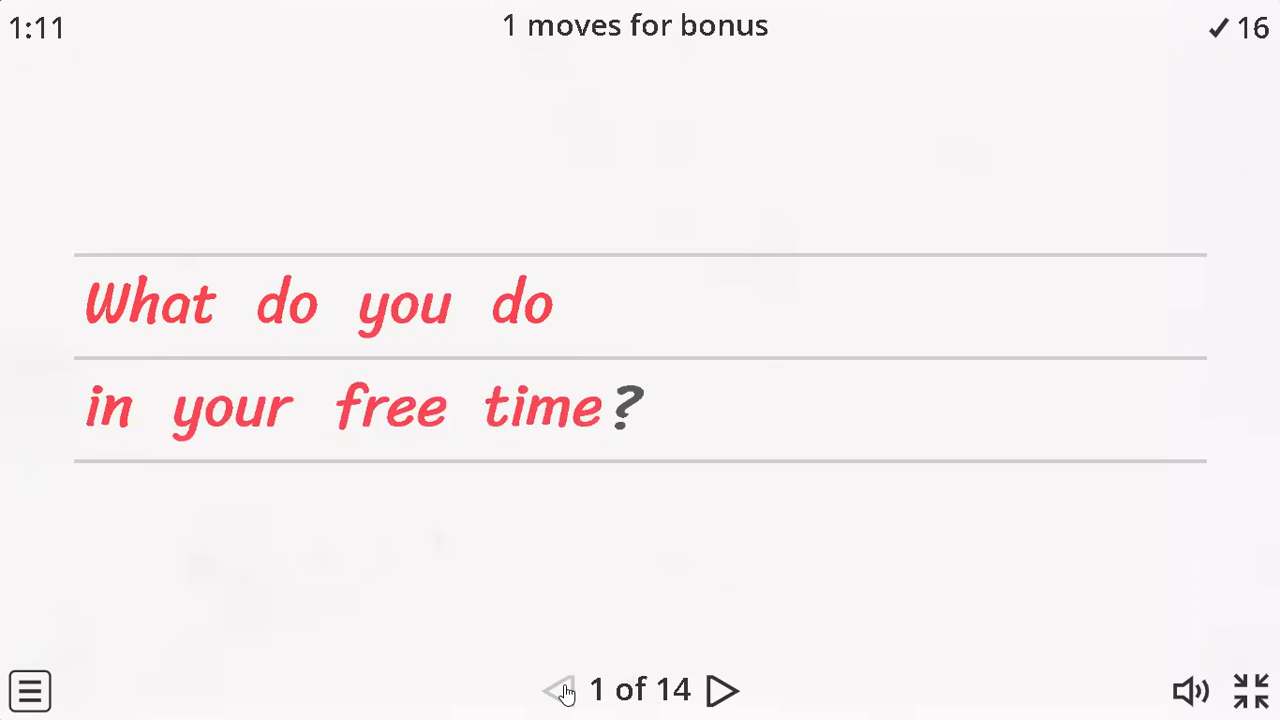 1:11
1 moves for bonus
✓ 16
What do you do
in your free time?
1 of 14